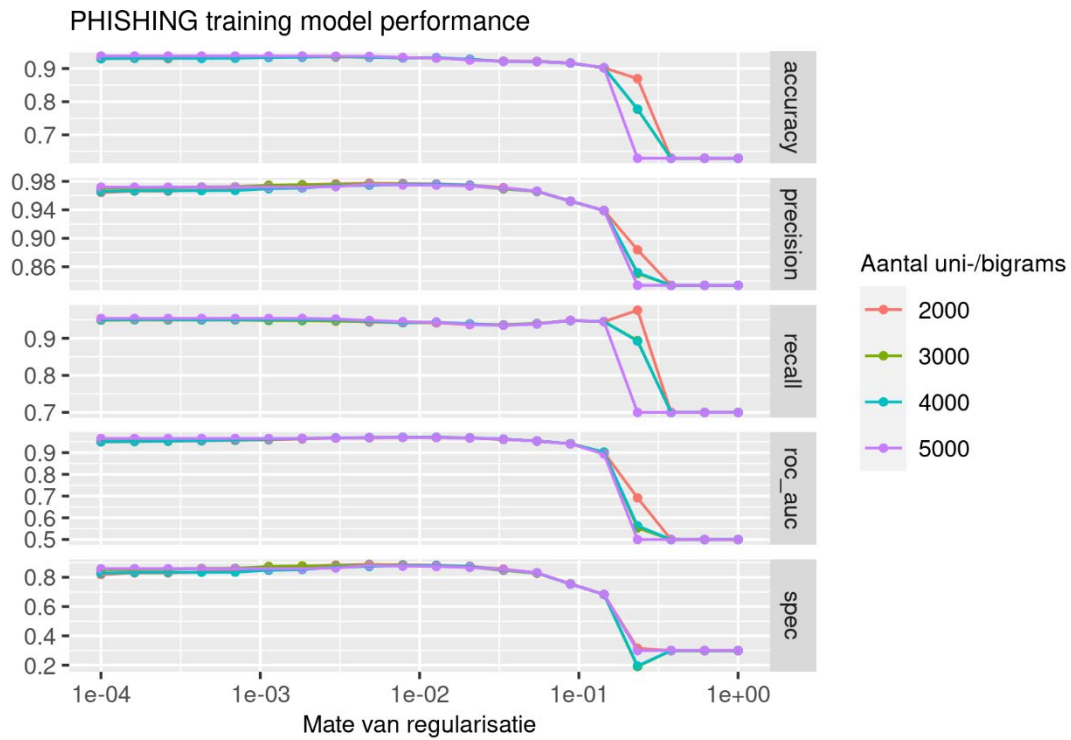 PHISHING training model performance
0.9
0.8
0.7
accuracy
0.98
0.94
0.90
0.86
precision
0.9
0.8
0.7
recall
0.9
0.8
0.7
0.6
0.5
roc_auc
0.8
0.6
0.4
0.2
spec
1e-04 1e-03 1e-02 1e-01 1e+00
Mate van regularisatie
Aantal uni-/bigrams
2000
3000
4000
5000